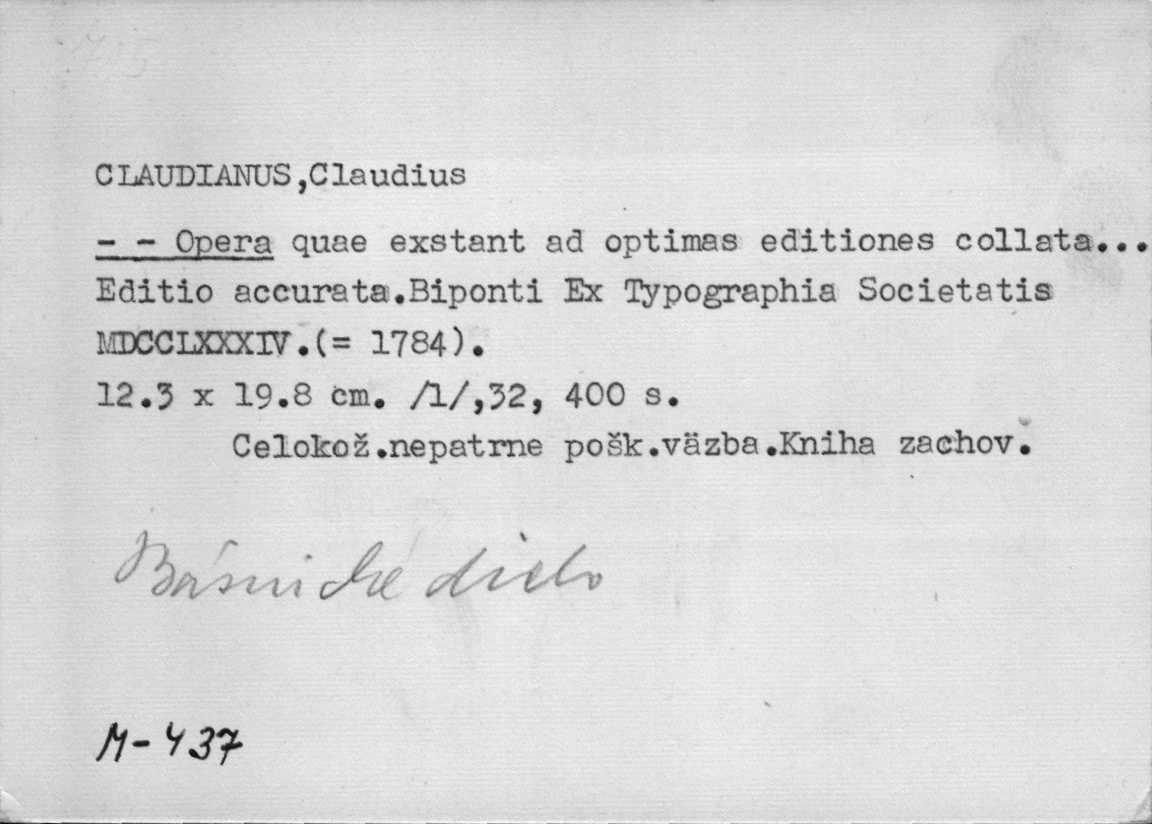 CLAUDIANUS,Claudius
- - Opera quae exstant ad optimas editiones collata...
Editio accurata.Biponti Ex Typographia Societatis
MDCCLXXXIV.(= 1784).
12.3 x 19.8 cm. /1/,32, 400 s.
Celokož.nepatrne pošk.väzba.Kniha zachov.
Básnické dielo
M-437